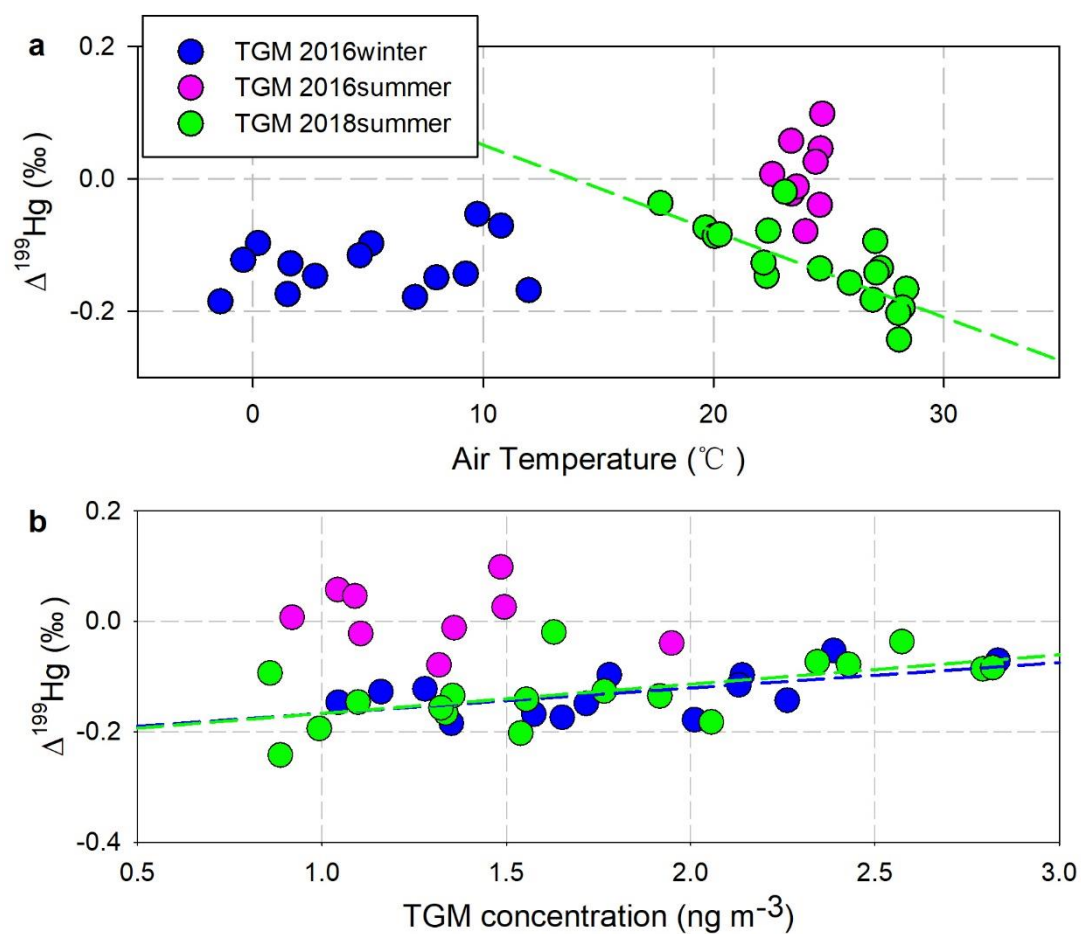 a
TGM 2016winter
TGM 2016summer
TGM 2018summer
0.2
0.0
-0.2
Δ199Hg (‰)
0 10 20 30
Air Temperature (℃ )
b
0.2
0.0
-0.2
-0.4
Δ199Hg (‰)
0.5 1.0 1.5 2.0 2.5 3.0
TGM concentration (ng m-3)